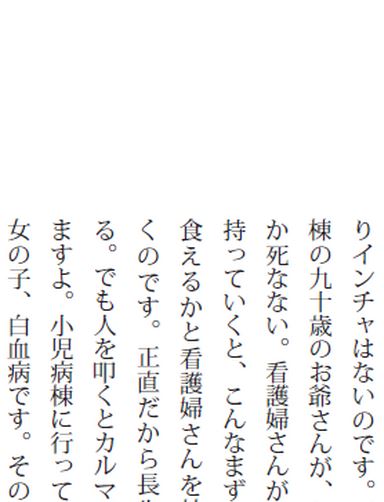 りインチャはないのです。
棟の九十歳のお爺さんが、
か死なない。看護婦さんが
持っていくと、こんなまず
食えるかと看護婦さんを
くのです。正直だから長
る。でも人を叩くとカルマ
ますよ。小児病棟に行って
女の子、白血病です。その